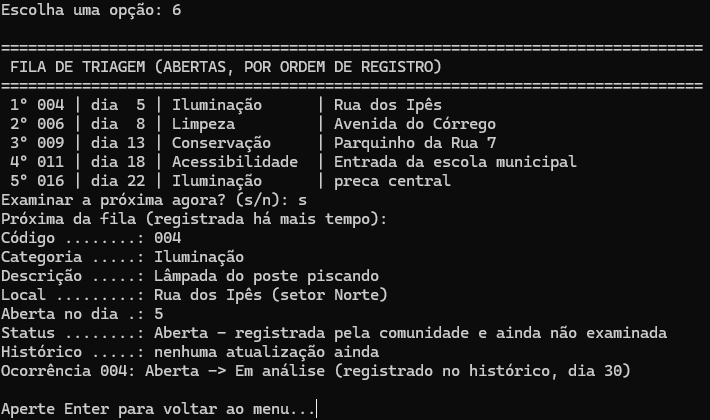 Escolha uma opção: 6
==============================================================================
FILA DE TRIAGEM (ABERTAS, POR ORDEM DE REGISTRO)
==============================================================================
1° 004 | dia  5 | Iluminação      | Rua dos Ipês
2° 006 | dia  8 | Limpeza         | Avenida do Córrego
3° 009 | dia 13 | Conservação     | Parquinho da Rua 7
4° 011 | dia 18 | Acessibilidade  | Entrada da escola municipal
5° 016 | dia 22 | Iluminação      | preca central
Examinar a próxima agora? (s/n): s
Próxima da fila (registrada há mais tempo):
Código ........: 004
Categoria .....: Iluminação
Descrição .....: Lâmpada do poste piscando
Local .........: Rua dos Ipês (setor Norte)
Aberta no dia .: 5
Status ........: Aberta - registrada pela comunidade e ainda não examinada
Histórico .....: nenhuma atualização ainda
Ocorrência 004: Aberta -> Em análise (registrado no histórico, dia 30)
Aperte Enter para voltar ao menu...